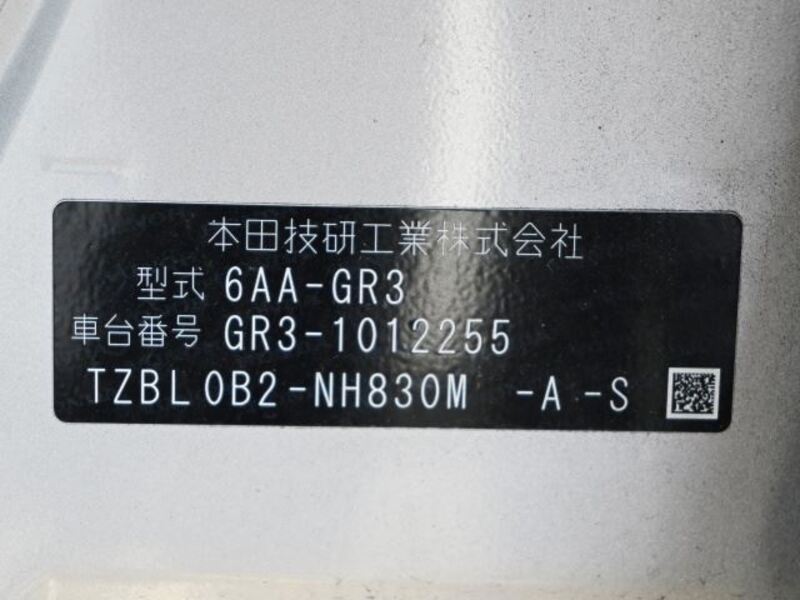 本田技研工業株式会社
型式 6AA-GR3
車台番号 GR3-1012255
TZBL0B2-NH830M -A -S